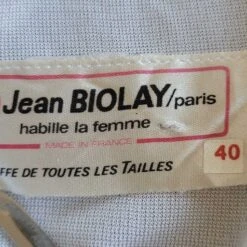 Jean BIOLAY/paris
habille la femme
MADE IN FRANCE
40
FFE DE TOUTES LES TAILLES